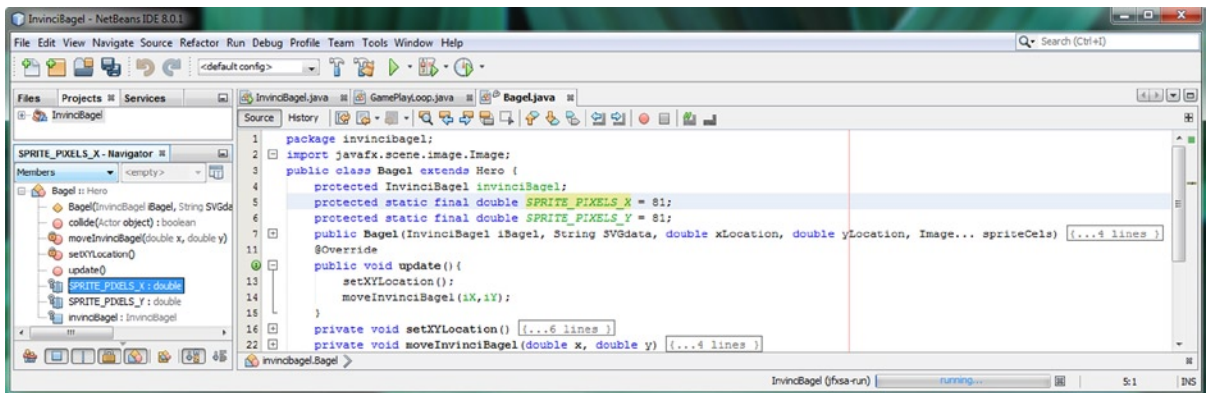 InvinciBagel - NetBeans IDE 8.0.1
File Edit View Navigate Source Refactor Run Debug Profile Team Tools Window Help
Search (Ctrl+I)
<default config>
Files Projects Services
InvinciBagel
InvinciBagel.java GamePlayLoop.java Bagel.java
Source History
SPRITE_PIXELS_X - Navigator
Members <empty>
Bagel :: Hero
Bagel(InvinciBagel iBagel, String SVGda
collide(Actor object) : boolean
moveInvinciBagel(double x, double y)
setXYLocation()
update()
SPRITE_PIXELS_X : double
SPRITE_PIXELS_Y : double
invinciBagel : InvinciBagel
1 package invincibagel;
2 import javafx.scene.image.Image;
3 public class Bagel extends Hero {
4 protected InvinciBagel invinciBagel;
5 protected static final double SPRITE_PIXELS_X = 81;
6 protected static final double SPRITE_PIXELS_Y = 81;
7 public Bagel(InvinciBagel iBagel, String SVGdata, double xLocation, double yLocation, Image... spriteCels) {...4 lines }
11 @Override
public void update(){
13 setXYLocation();
14 moveInvinciBagel(iX,iY);
15 }
16 private void setXYLocation() {...6 lines }
22 private void moveInvinciBagel(double x, double y) {...4 lines }
invincibagel.Bagel
InvinciBagel (jfxsa-run) running... 5:1 INS